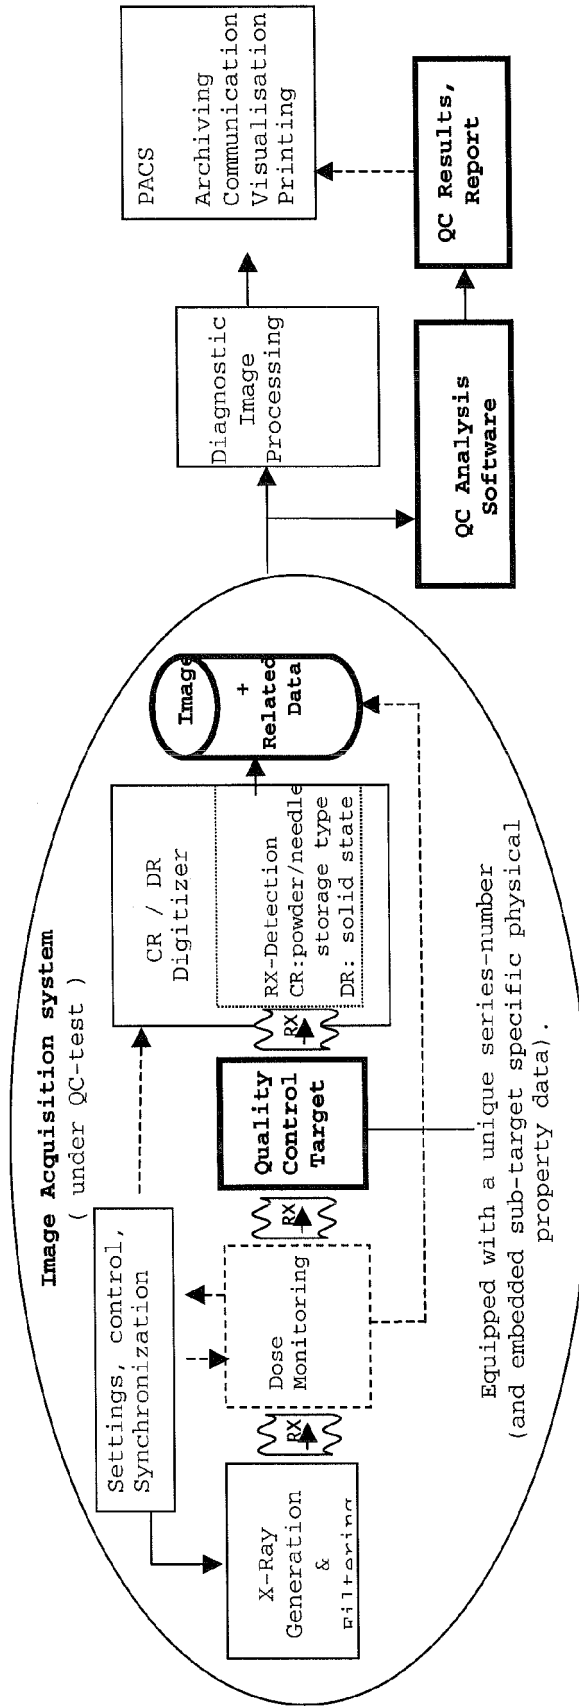 Image Acquisition system
( under QC-test )
Settings, control,
Synchronization
X-Ray
Generation
&
Filtering
RX
Dose
Monitoring
RX
Quality
Control
Target
RX
CR / DR
Digitizer
RX-Detection
CR:powder/needle
storage type
DR: solid state
Image
+
Related
Data
Equipped with a unique series-number
(and embedded sub-target specific physical
property data).
Diagnostic
Image
Processing
PACS
Archiving
Communication
Visualisation
Printing
QC Analysis
Software
QC Results,
Report